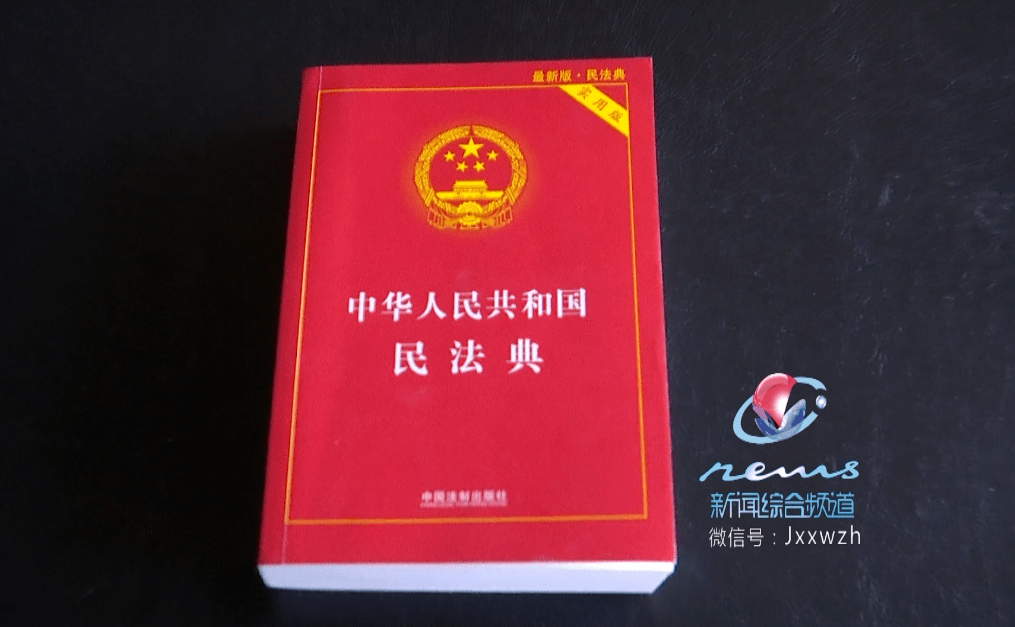 最新版·民法典
实用版
中华人民共和国
民法典
中国法制出版社
news
新闻综合频道
微信号：Jxxwzh